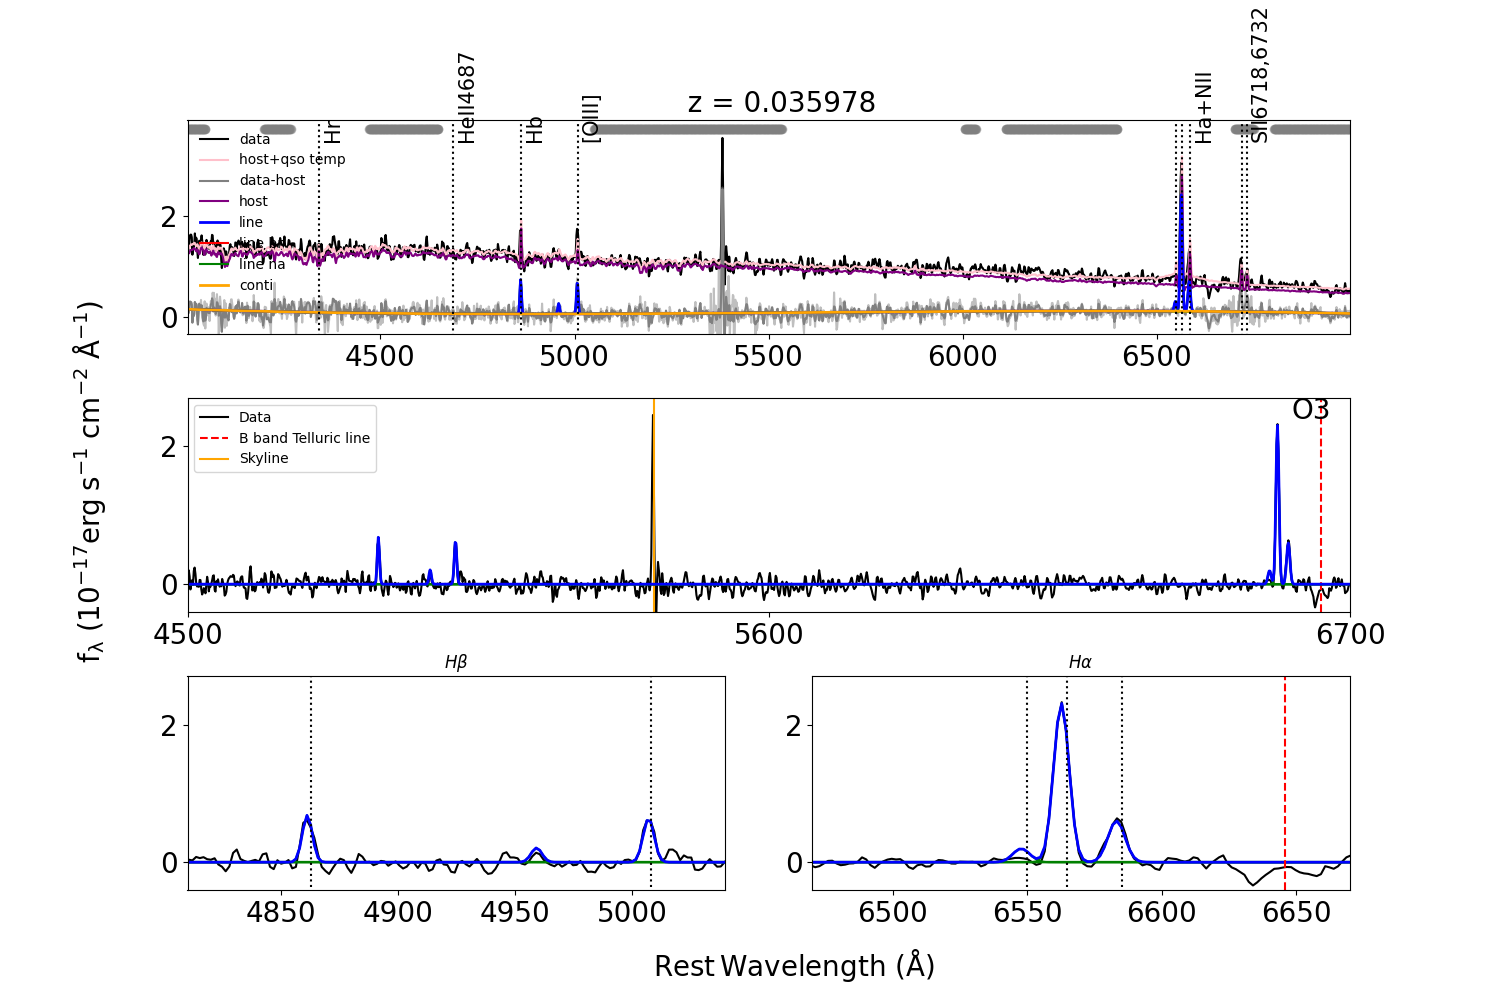 z = 0.035978
Hr
HeII4687
Hb
[OIII]
Ha+NII
SII6718,6732
data
host+qso temp
data-host
host
line
line
line na
conti
2
0
4500
5000
5500
6000
6500
f_λ (10^−17 erg s^−1 cm^−2 Å^−1)
Data
B band Telluric line
Skyline
O3
2
0
4500
5600
6700
Hβ
2
0
4850
4900
4950
5000
Hα
2
0
6500
6550
6600
6650
Rest Wavelength (Å)